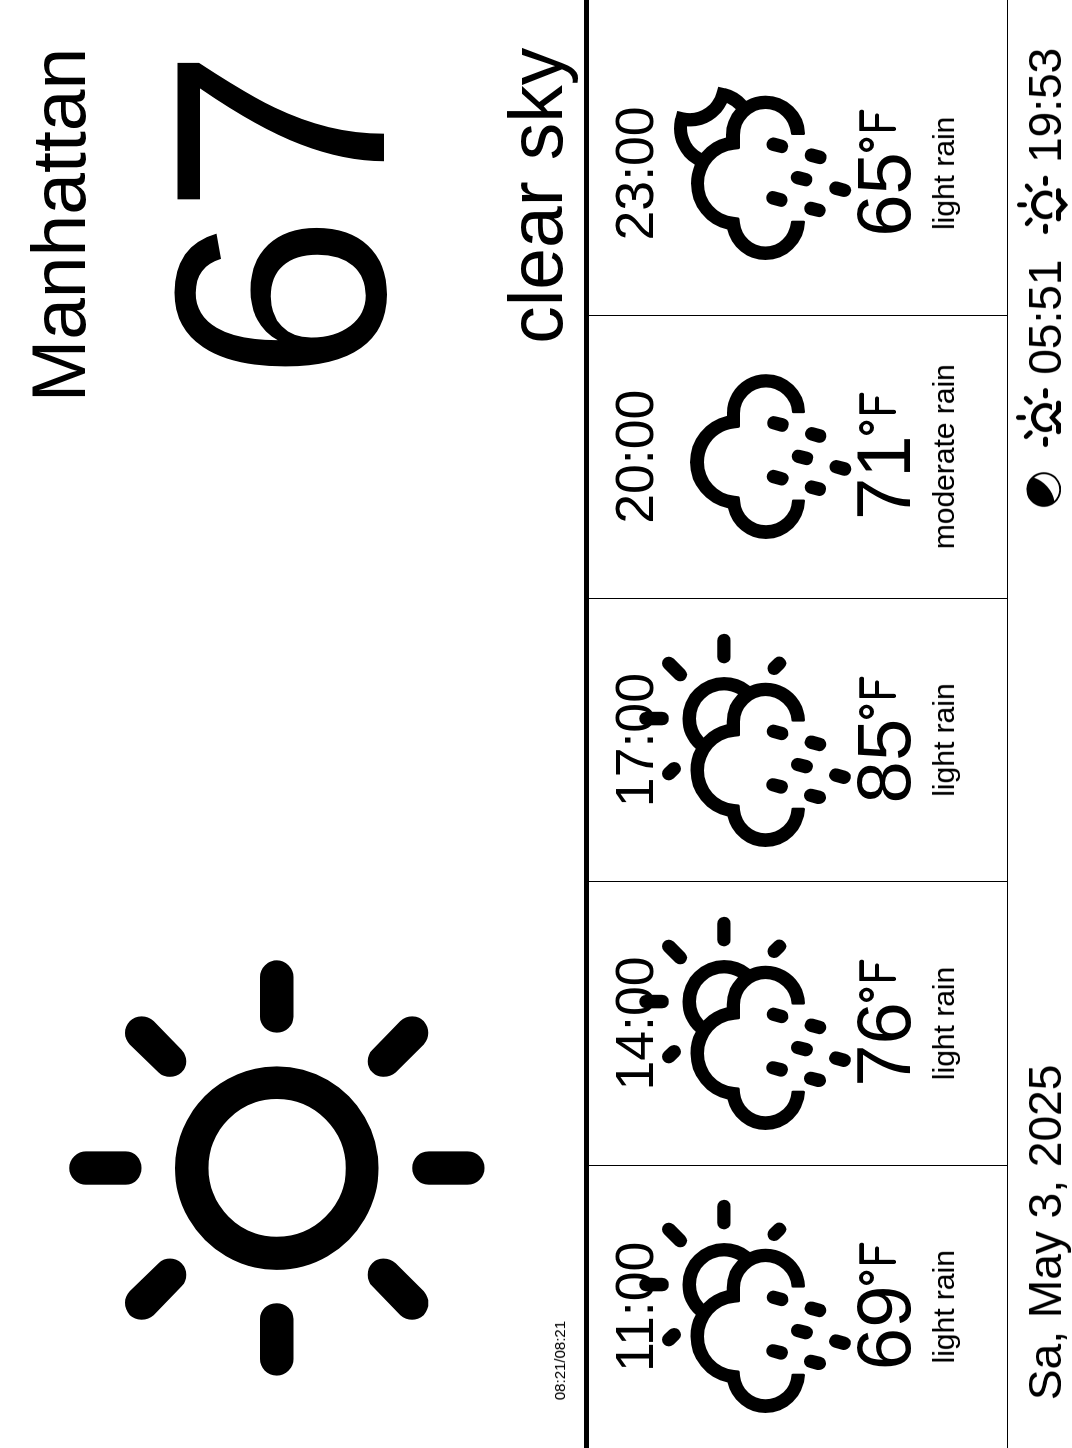 Manhattan
67
clear sky
08:21/08:21
11:00
69°F
light rain
14:00
76°F
light rain
17:00
85°F
light rain
20:00
71°F
moderate rain
23:00
65°F
light rain
Sa, May 3, 2025 05:51 19:53